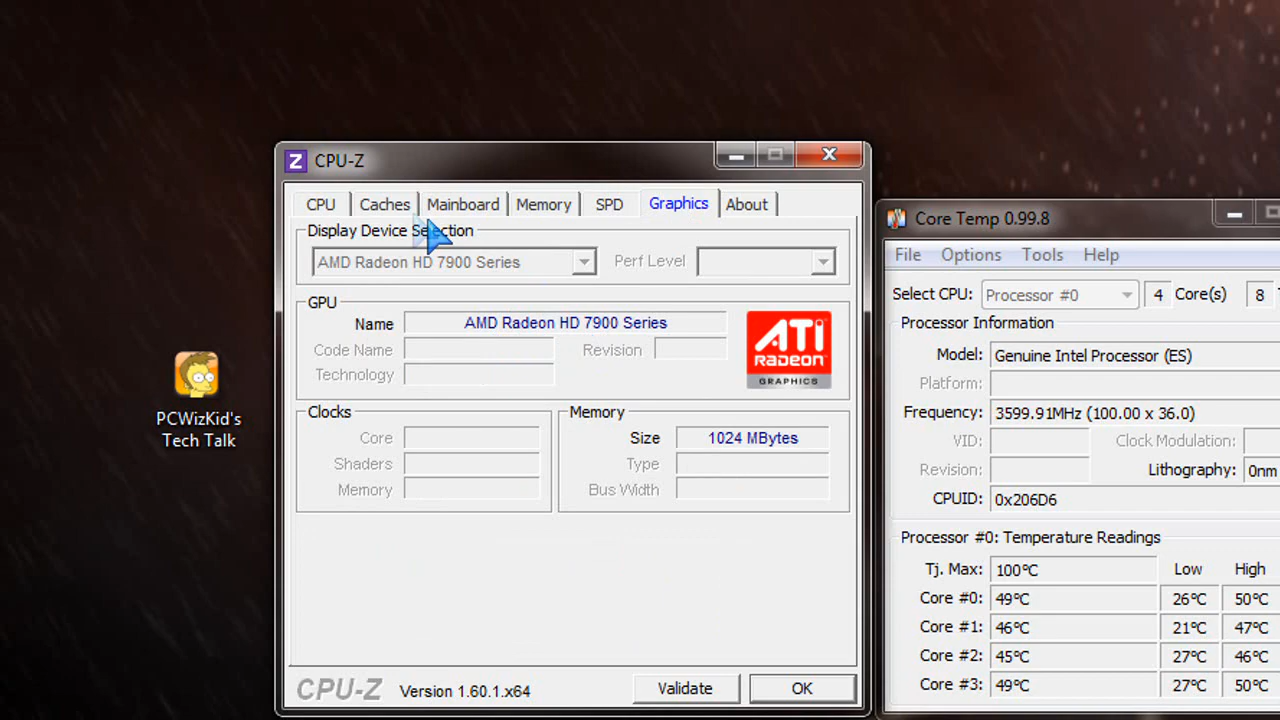 CPU-Z
CPU Caches Mainboard Memory SPD Graphics About
Display Device Selection
AMD Radeon HD 7900 Series Perf Level
GPU
Name AMD Radeon HD 7900 Series
Code Name Revision
Technology
ATI
RADEON
GRAPHICS
Clocks
Core
Shaders
Memory
Memory
Size 1024 MBytes
Type
Bus Width
CPU-Z Version 1.60.1.x64 Validate OK
PCWizKid's
Tech Talk
Core Temp 0.99.8
File Options Tools Help
Select CPU: Processor #0 4 Core(s) 8
Processor Information
Model: Genuine Intel Processor (ES)
Platform:
Frequency: 3599.91MHz (100.00 x 36.0)
VID: Clock Modulation:
Revision: Lithography: 0nm
CPUID: 0x206D6
Processor #0: Temperature Readings
Tj. Max: 100°C Low High
Core #0: 49°C 26°C 50°C
Core #1: 46°C 21°C 47°C
Core #2: 45°C 27°C 46°C
Core #3: 49°C 27°C 50°C